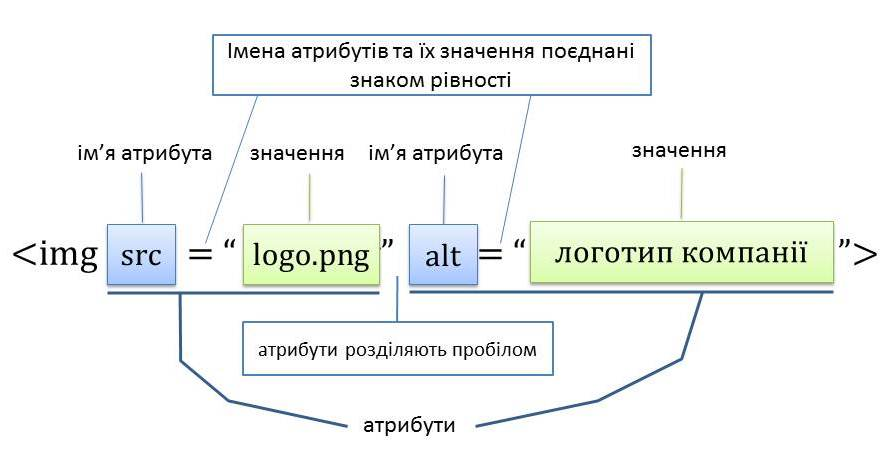 Імена атрибутів та їх значення поєднані
знаком рівності
ім’я атрибута значення ім’я атрибута значення
<img src = “ logo.png ” alt = “ логотип компанії ”>
атрибути розділяють пробілом
атрибути